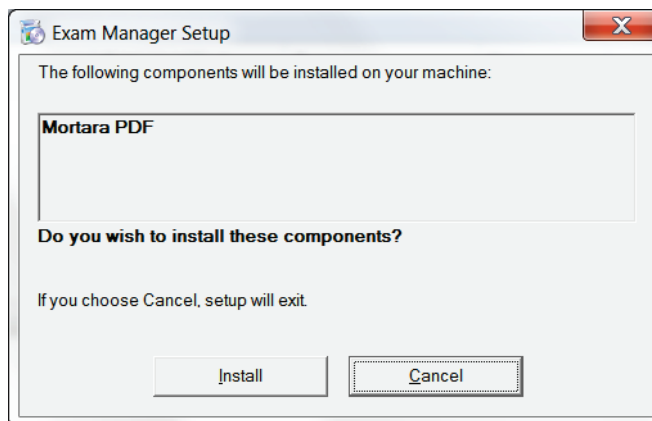 Exam Manager Setup
The following components will be installed on your machine:
Mortara PDF
Do you wish to install these components?
If you choose Cancel, setup will exit.
Install
Cancel